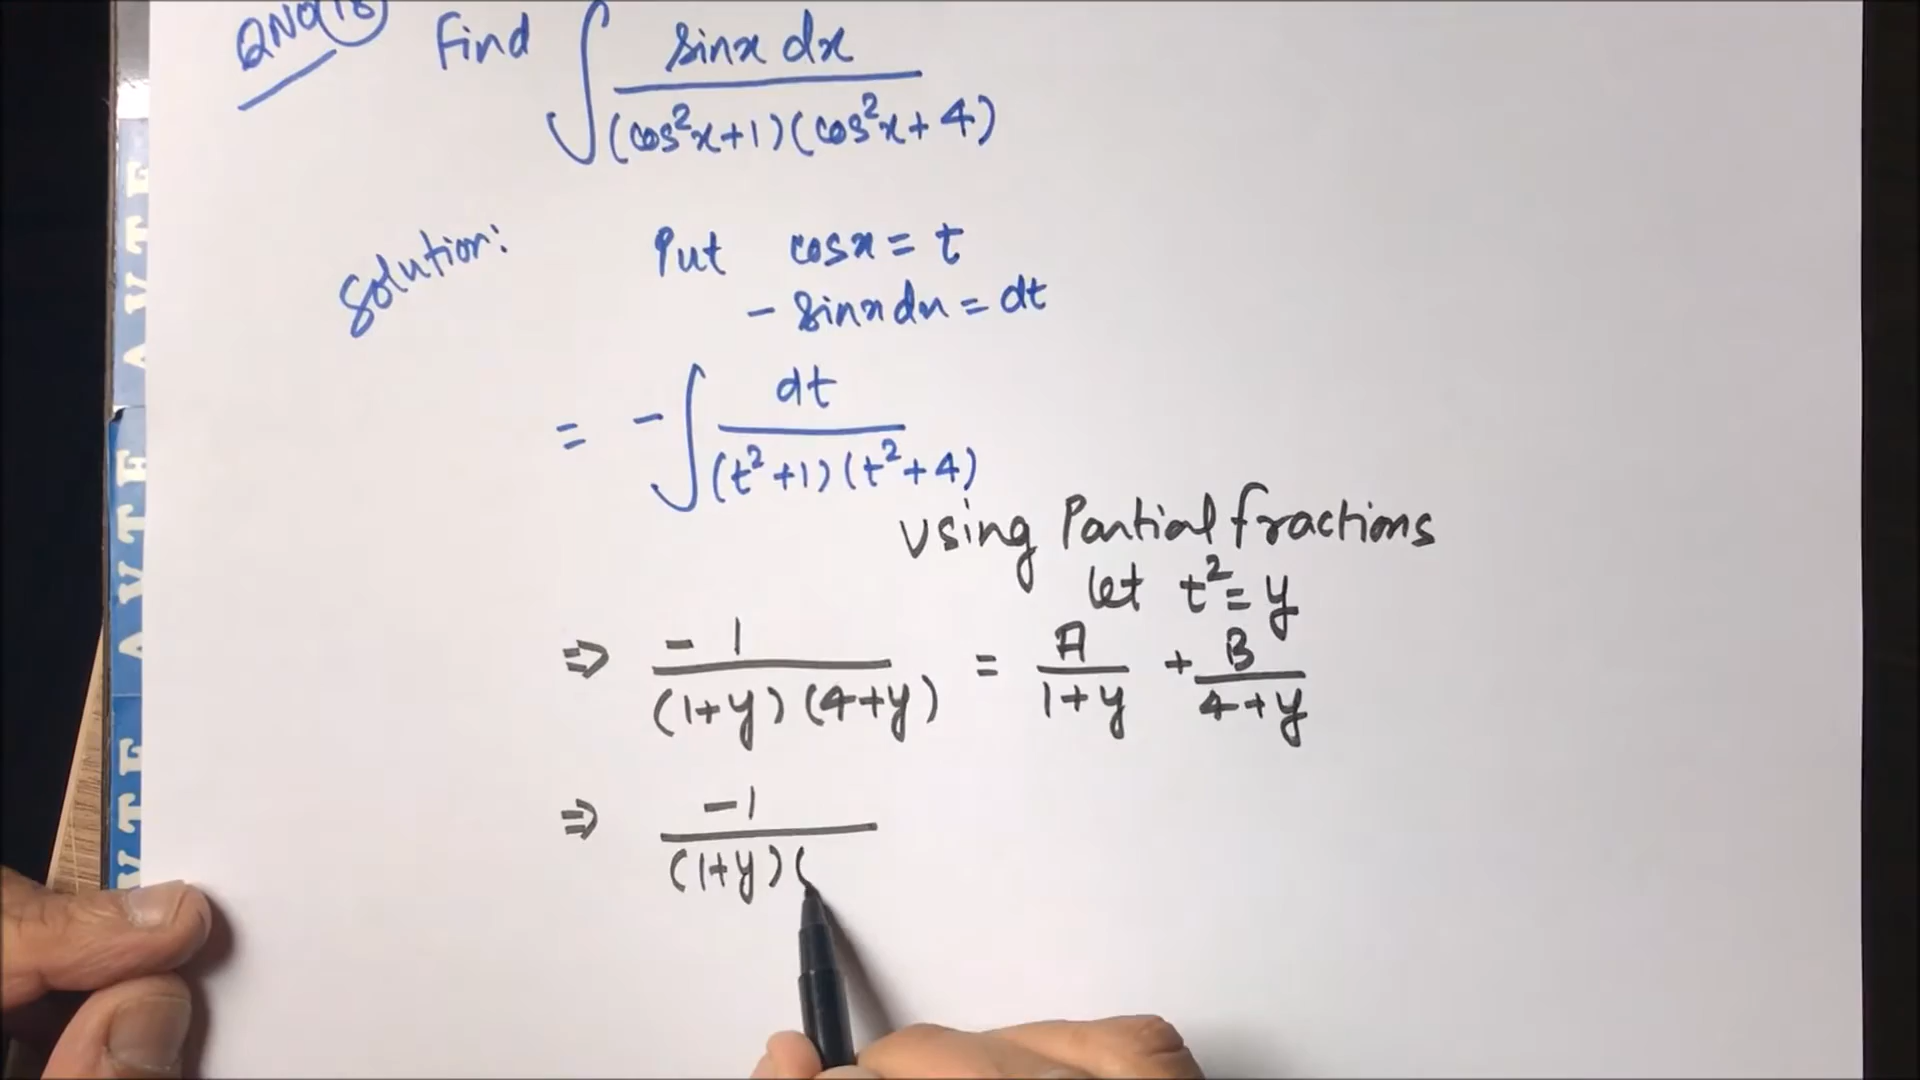 QNO(18)
Find ∫ sinx dx / (cos²x+1)(cos²x+4)
Solution: Put cosx = t
- sinx dx = dt
= -∫ dt / (t²+1)(t²+4)
Using Partial fractions
let t² = y
⇒ -1 / (1+y)(4+y) = A / 1+y + B / 4+y
⇒ -1 / (1+y)(